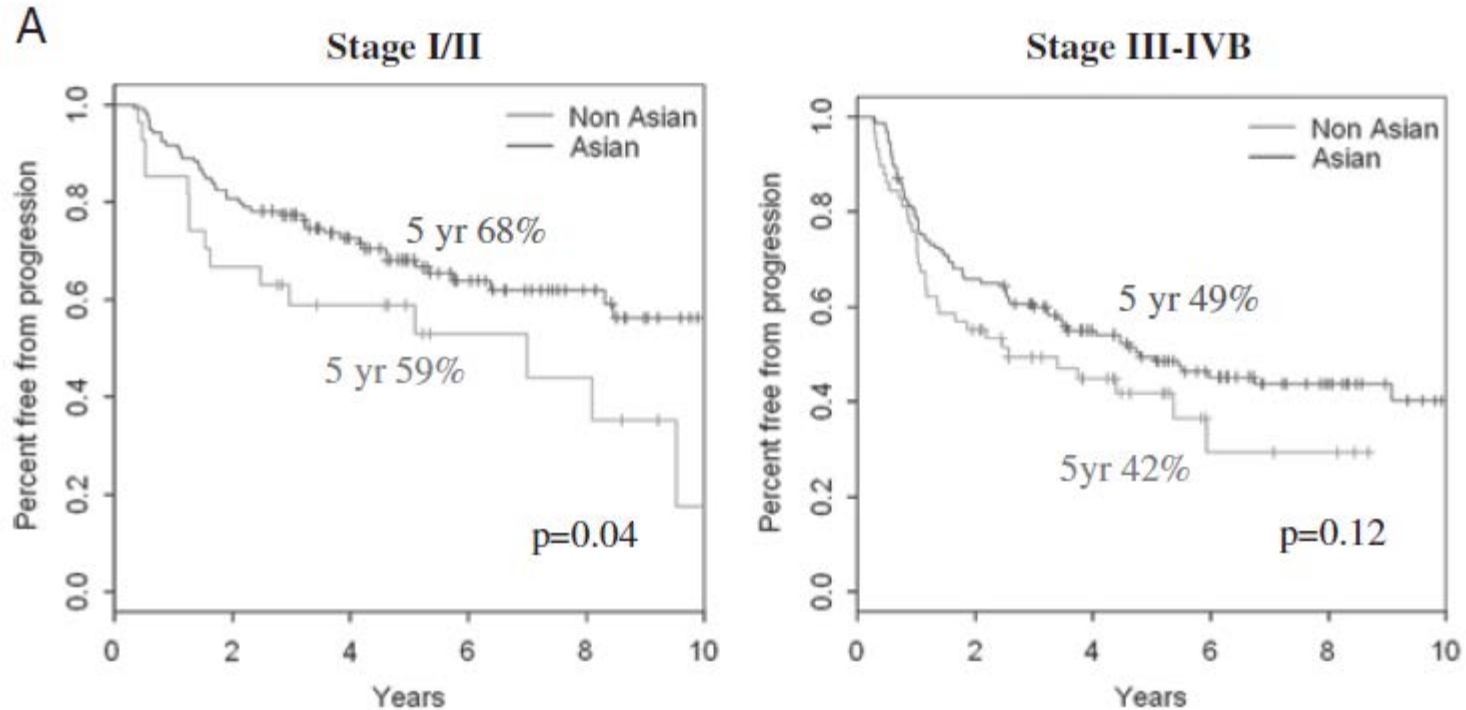 A
Stage I/II
Non Asian
Asian
5 yr 68%
5 yr 59%
p=0.04
Percent free from progression
1.0
0.8
0.6
0.4
0.2
0.0
0 2 4 6 8 10
Years
Stage III-IVB
Non Asian
Asian
5 yr 49%
5yr 42%
p=0.12
Percent free from progression
1.0
0.8
0.6
0.4
0.2
0.0
0 2 4 6 8 10
Years